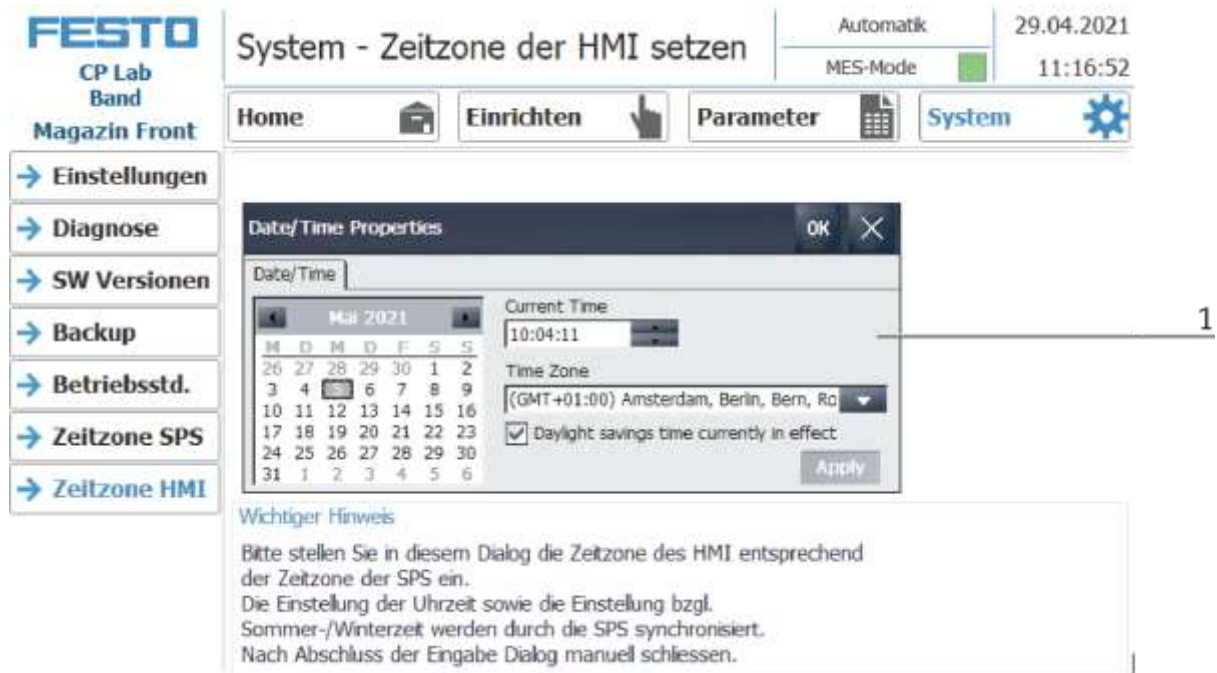 FESTO
CP Lab
Band
Magazin Front
System - Zeitzone der HMI setzen
Automatik
MES-Mode
29.04.2021
11:16:52
Home
Einrichten
Parameter
System
Einstellungen
Diagnose
SW Versionen
Backup
Betriebsstd.
Zeitzone SPS
Zeitzone HMI
Date/Time Properties
OK
Date/Time
Mai 2021
M D M D F S S
26 27 28 29 30 1 2
3 4 5 6 7 8 9
10 11 12 13 14 15 16
17 18 19 20 21 22 23
24 25 26 27 28 29 30
31 1 2 3 4 5 6
Current Time
10:04:11
Time Zone
(GMT+01:00) Amsterdam, Berlin, Bern, Ro
Daylight savings time currently in effect
Apply
1
Wichtiger Hinweis
Bitte stellen Sie in diesem Dialog die Zeitzone des HMI entsprechend
der Zeitzone der SPS ein.
Die Einstellung der Uhrzeit sowie die Einstellung bzgl.
Sommer-/Winterzeit werden durch die SPS synchronisiert.
Nach Abschluss der Eingabe Dialog manuell schliessen.